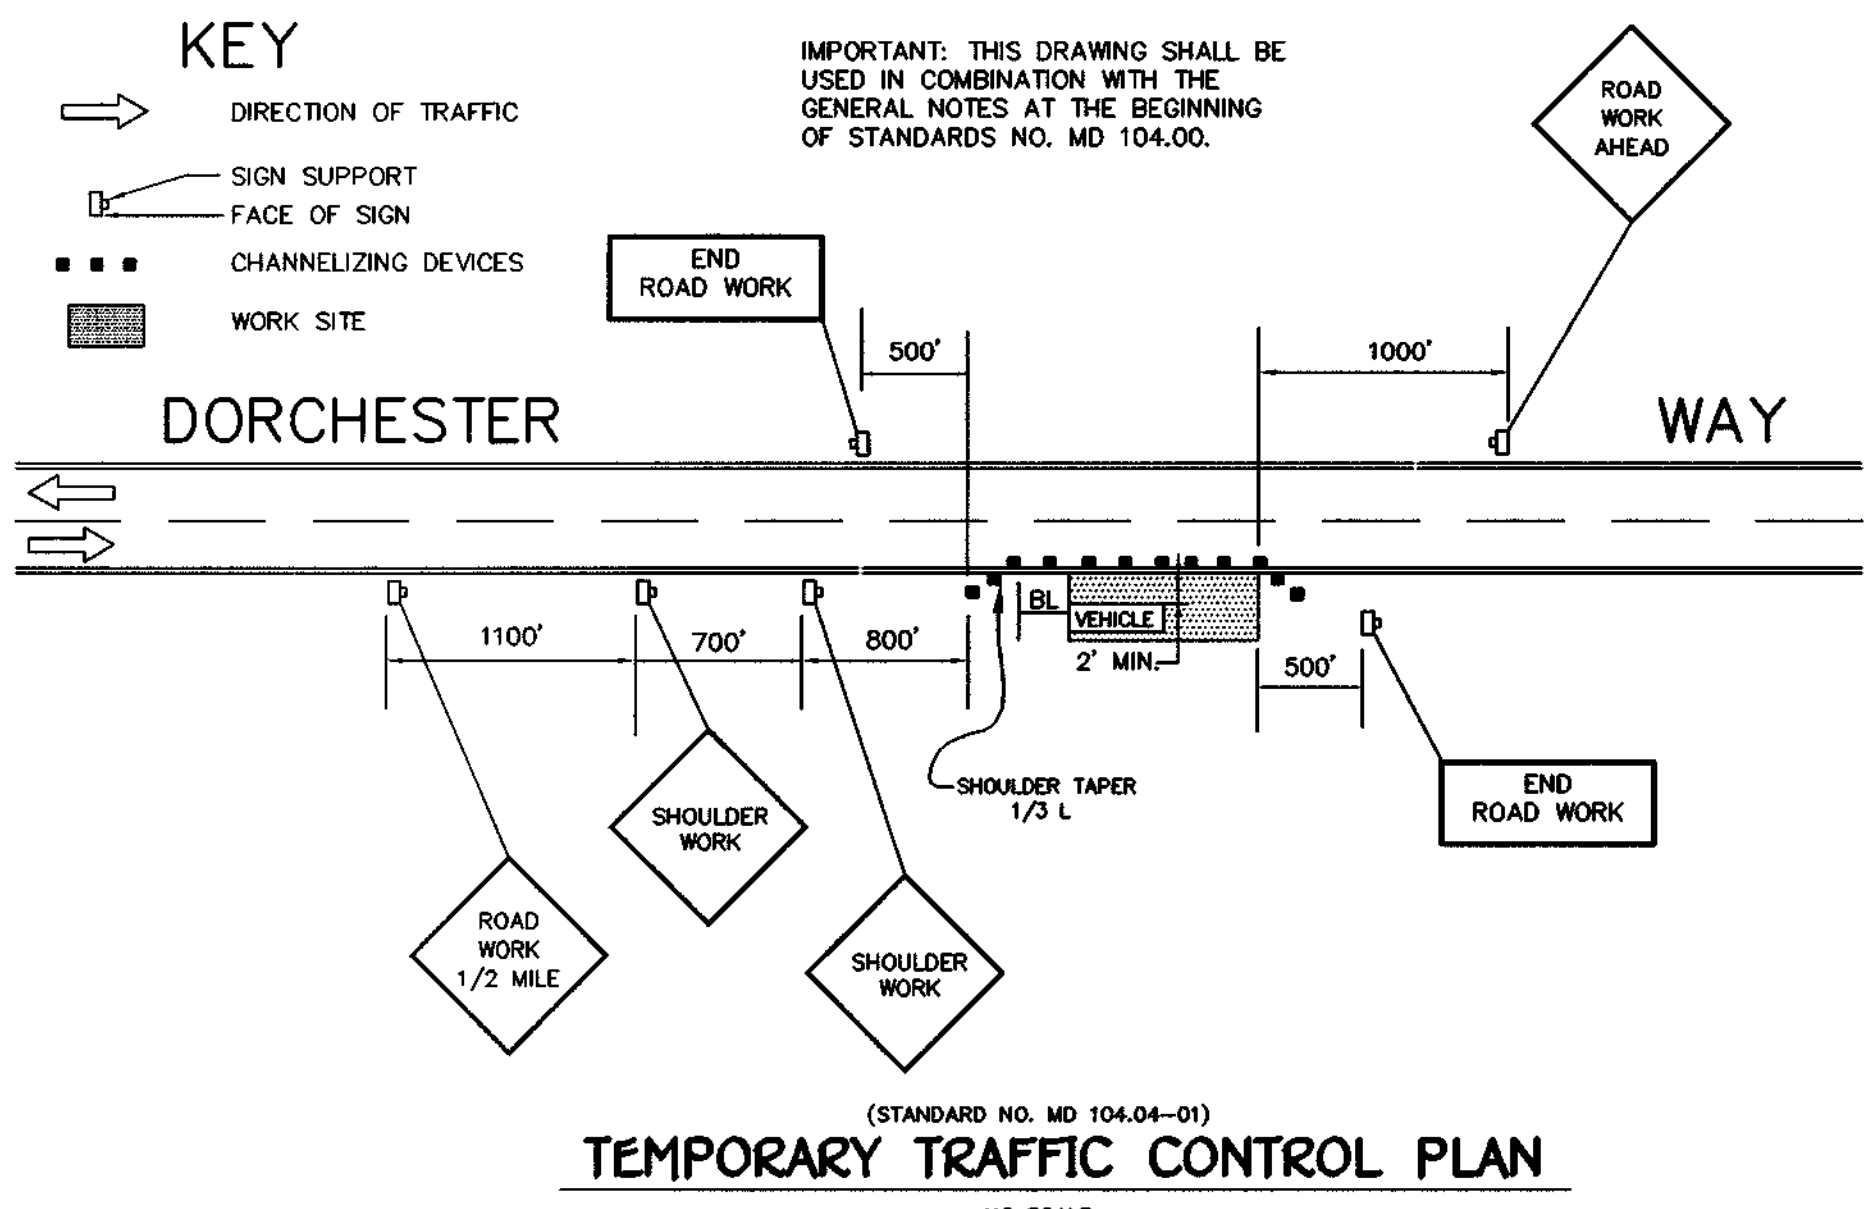 KEY
DIRECTION OF TRAFFIC
SIGN SUPPORT
FACE OF SIGN
CHANNELIZING DEVICES
WORK SITE
IMPORTANT: THIS DRAWING SHALL BE
USED IN COMBINATION WITH THE
GENERAL NOTES AT THE BEGINNING
OF STANDARDS NO. MD 104.00.
ROAD
WORK
AHEAD
END
ROAD WORK
500'
1000'
DORCHESTER WAY
1100'
700'
800'
BL
VEHICLE
2' MIN.
500'
SHOULDER TAPER
1/3 L
END
ROAD WORK
SHOULDER
WORK
ROAD
WORK
1/2 MILE
SHOULDER
WORK
(STANDARD NO. MD 104.04-01)
TEMPORARY TRAFFIC CONTROL PLAN